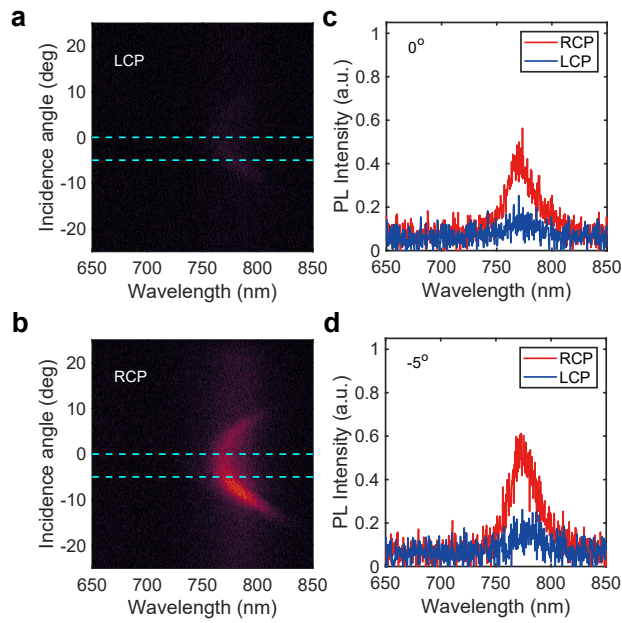 a
LCP
Incidence angle (deg)
20
10
0
-10
-20
650 700 750 800 850
Wavelength (nm)
c
0°
RCP
LCP
PL Intensity (a.u.)
1
0.8
0.6
0.4
0.2
0
650 700 750 800 850
Wavelength (nm)
b
RCP
Incidence angle (deg)
20
10
0
-10
-20
650 700 750 800 850
Wavelength (nm)
d
-5°
RCP
LCP
PL Intensity (a.u.)
1
0.8
0.6
0.4
0.2
0
650 700 750 800 850
Wavelength (nm)